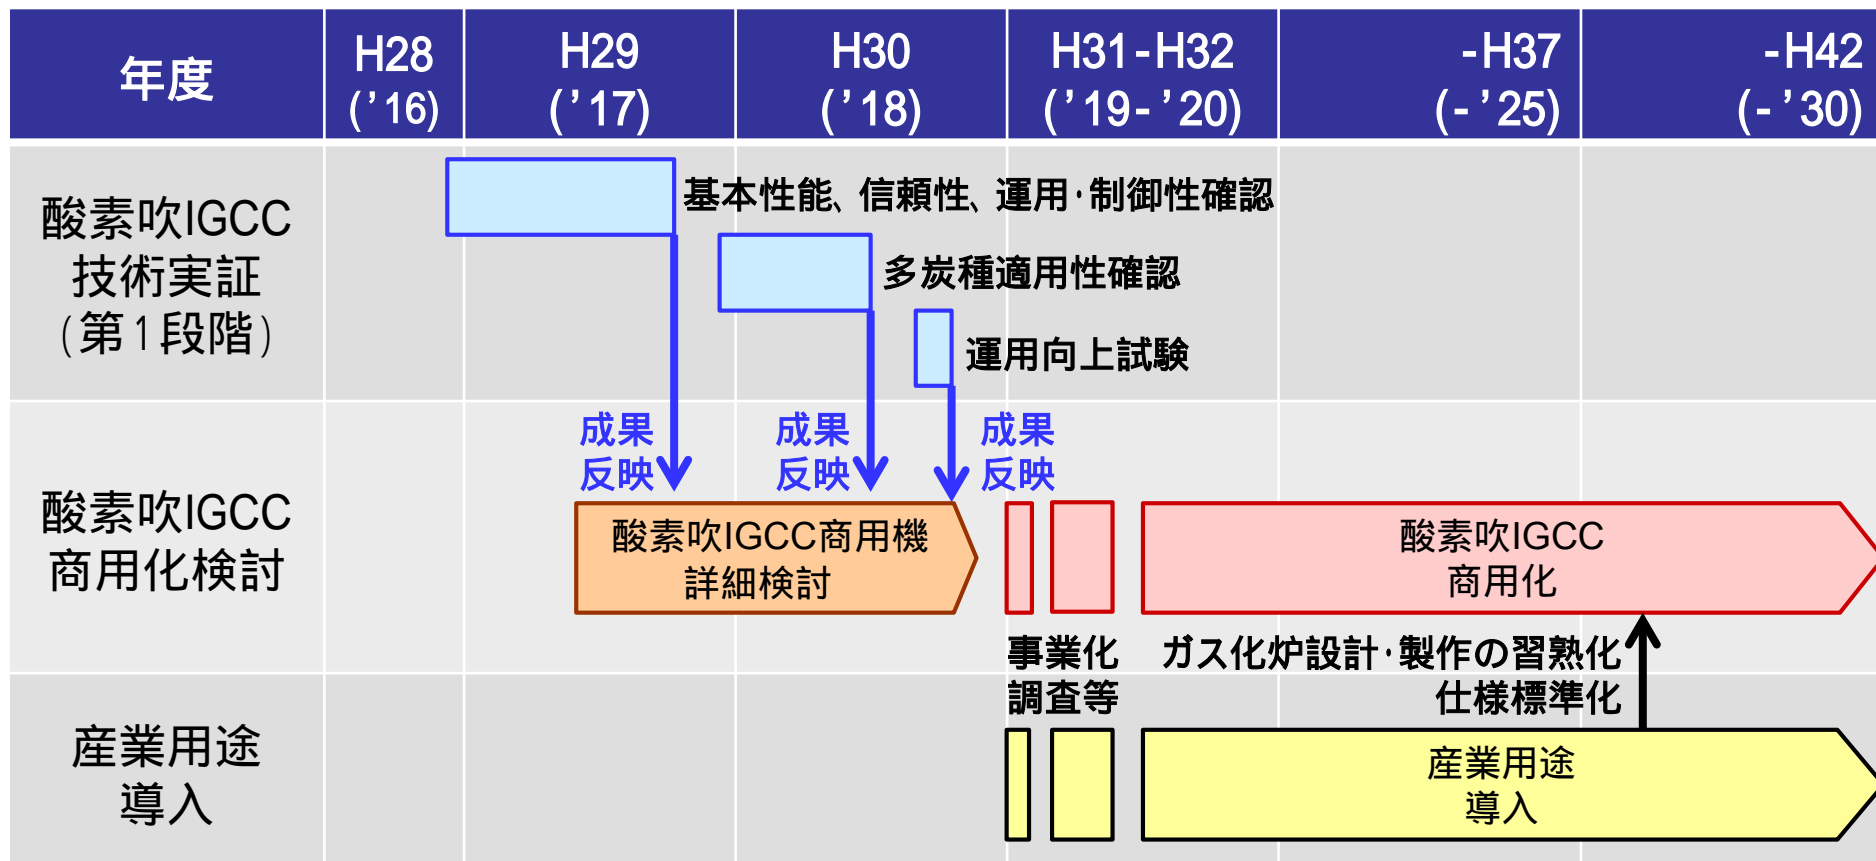 年度
H28
(’16)
H29
(’17)
H30
(’18)
H31-H32
(’19-’20)
-H37
(-’25)
-H42
(-’30)
酸素吹IGCC
技術実証
(第1段階)
基本性能、信頼性、運用・制御性確認
多炭種適用性確認
運用向上試験
成果
反映
成果
反映
成果
反映
酸素吹IGCC
商用化検討
酸素吹IGCC商用機
詳細検討
酸素吹IGCC
商用化
事業化
調査等
ガス化炉設計・製作の習熟化
仕様標準化
産業用途
導入
産業用途
導入